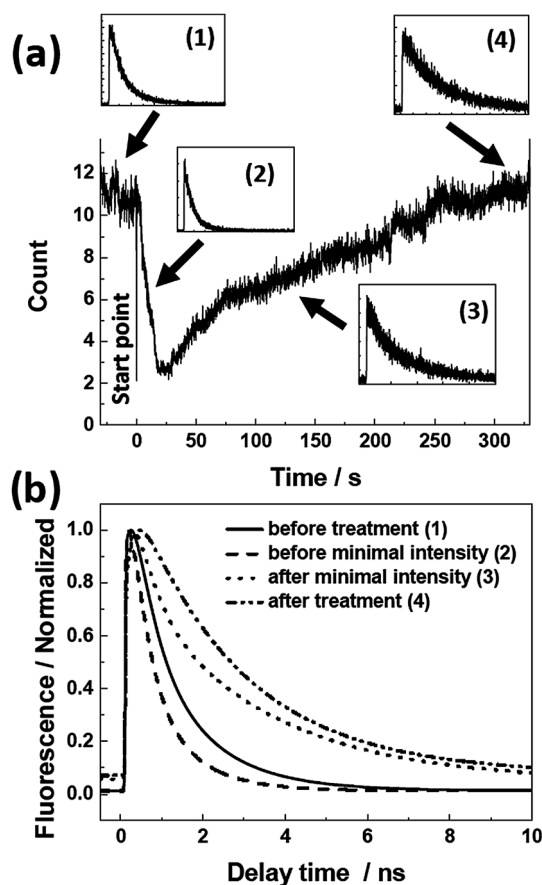 (a)
(1)
(4)
(2)
(3)
Count
12
10
8
6
4
2
0
Start point
0 50 100 150 200 250 300
Time / s
(b)
Fluorescence / Normalized
1.0
0.8
0.6
0.4
0.2
0.0
before treatment (1)
before minimal intensity (2)
after minimal intensity (3)
after treatment (4)
0 2 4 6 8 10
Delay time / ns